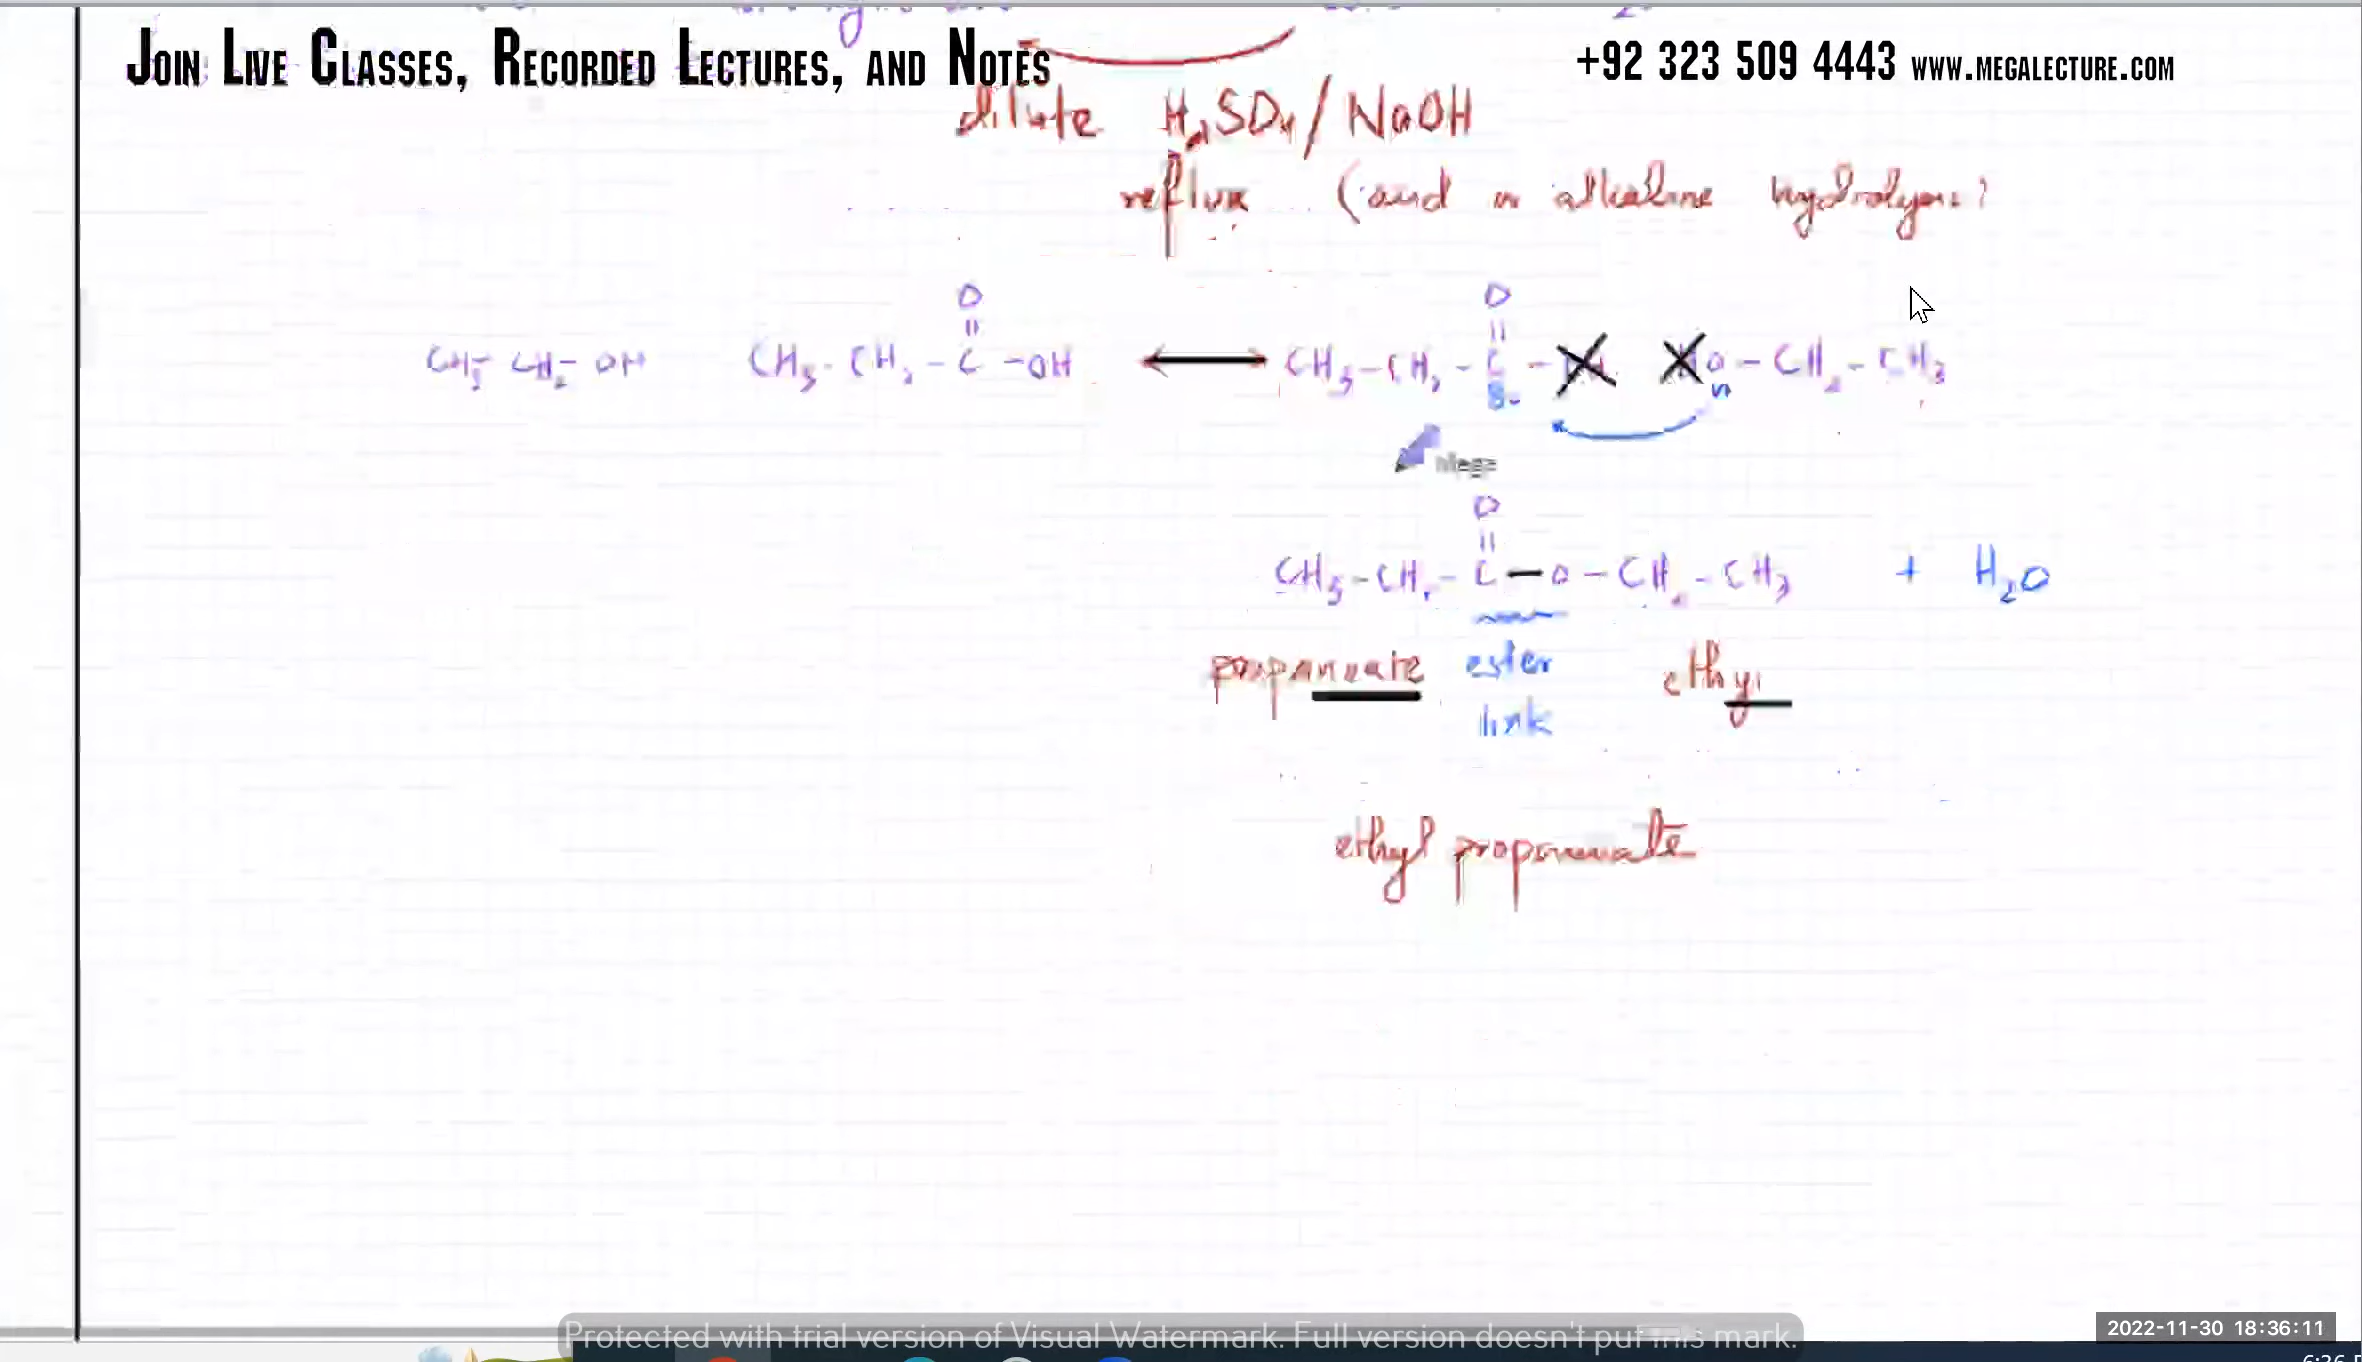 Join Live Classes, Recorded Lectures, and Notes
+92 323 509 4443 www.megalecture.com
dilute H2SO4 / NaOH
reflux (acid or alkaline hydrolysis)
O O
|| ||
CH3-CH2-OH CH3-CH2-C-OH ⟷ CH3-CH2-C- O-CH2-CH3
δ+
O
||
CH3-CH2-C-O-CH2-CH3 + H2O
propanoate ester ethyl
link
ethyl propanoate
Protected with trial version of Visual Watermark. Full version doesn't put this mark.
2022-11-30 18:36:11